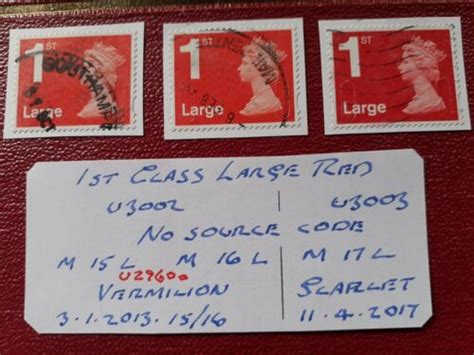 1ST
Large
SOUTHAMP
1ST
Large
1ST
Large
1ST CLASS LARGE RED
U3002 U3003
NO SOURCE CODE
M 15 L M 16 L M 17 L
U2960a
VERMILION SCARLET
3.1.2013. 15/16 11.4.2017